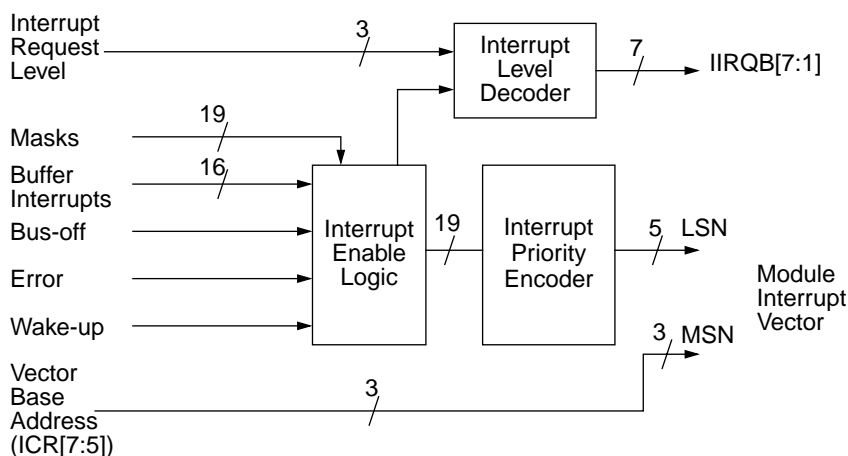 Interrupt
Request
Level
3
Interrupt
Level
Decoder
7
IIRQB[7:1]
Masks
19
Buffer
Interrupts
16
Bus-off
Error
Wake-up
Interrupt
Enable
Logic
19
Interrupt
Priority
Encoder
5
LSN
Module
Interrupt
Vector
3
MSN
Vector
Base
Address
(ICR[7:5])
3